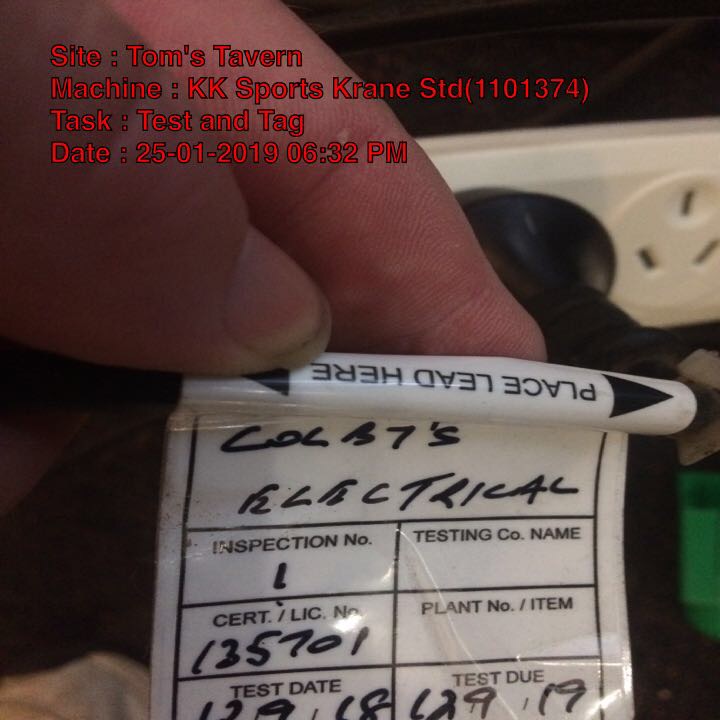 Site : Tom's Tavern
Machine : KK Sports Krane Std(1101374)
Task : Test and Tag
Date : 25-01-2019 06:32 PM
PLACE LEAD HERE
COLBY'S
ELECTRICAL
INSPECTION No. TESTING Co. NAME
1
CERT. / LIC. No. PLANT No. / ITEM
135701
TEST DATE TEST DUE